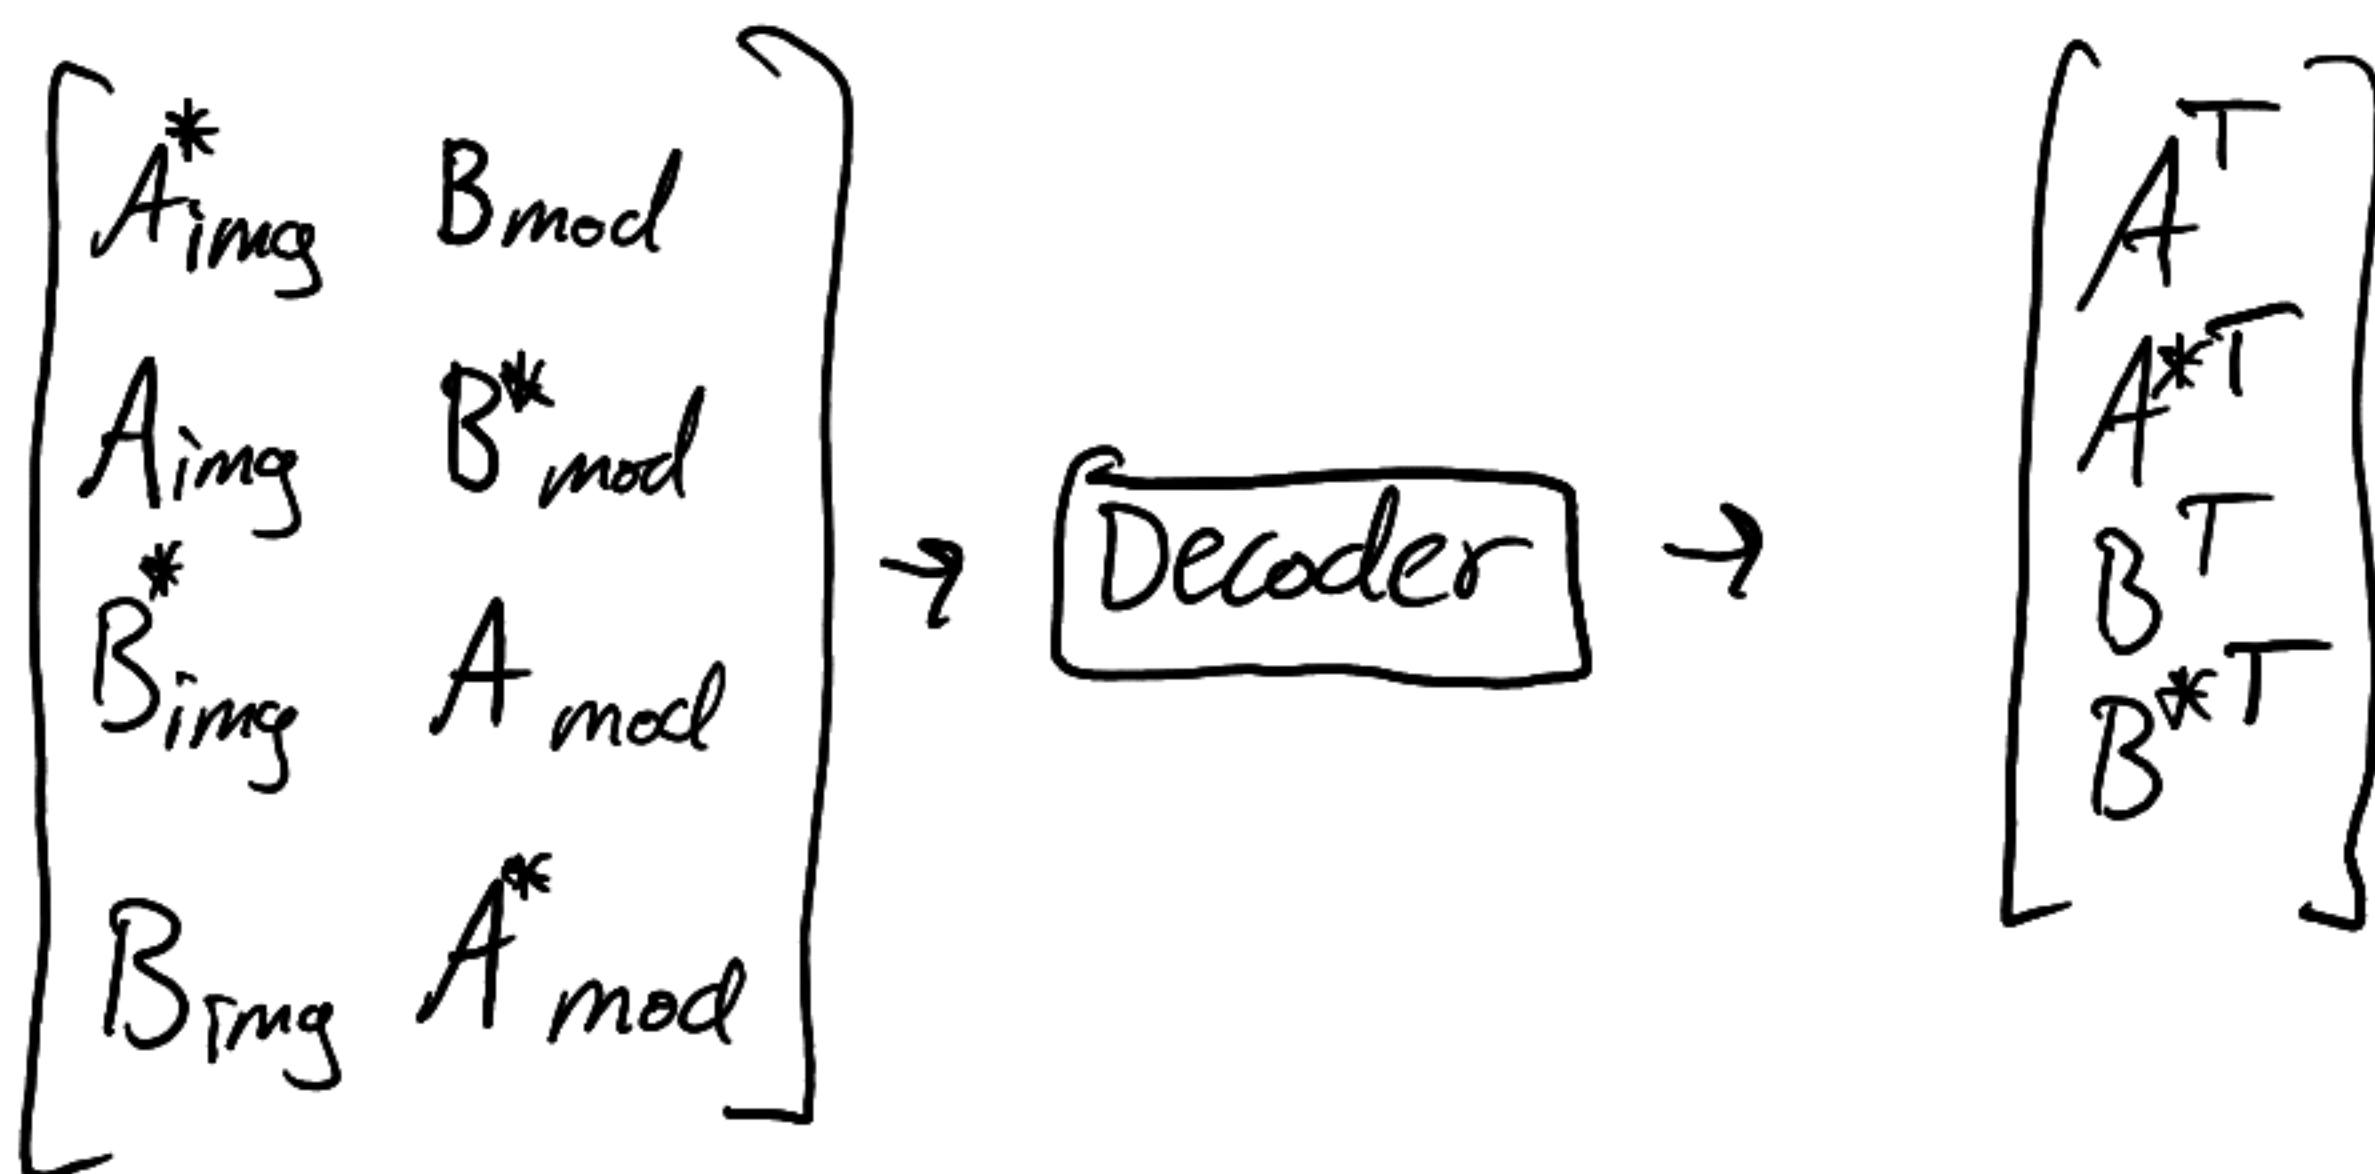 A*img Bmod
Aimg B*mod
B*img Amod
Bimg A*mod
→ Decoder →
A^T
A*^T
B^T
B*^T